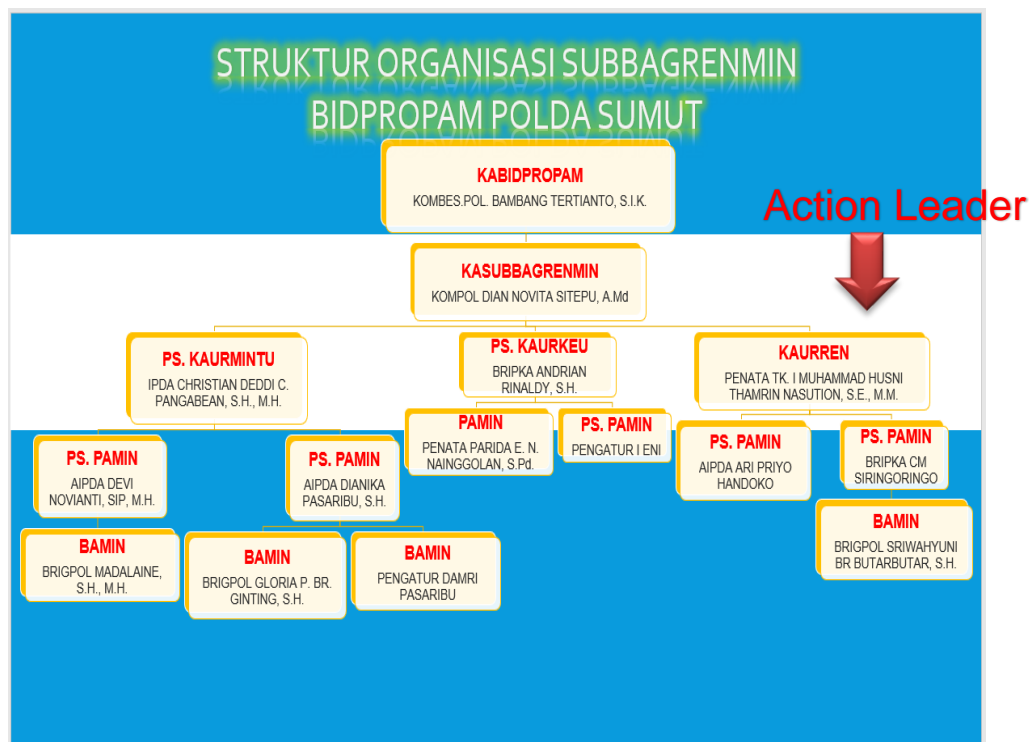 STRUKTUR ORGANISASI SUBBAGRENMIN
BIDPROPAM POLDA SUMUT
KABIDPROPAM
KOMBES.POL. BAMBANG TERTIANTO, S.I.K.
Action Leader
KASUBBAGRENMIN
KOMPOL DIAN NOVITA SITEPU, A.Md
PS. KAURMINTU
IPDA CHRISTIAN DEDDI C.
PANGABEAN, S.H., M.H.
PS. KAURKEU
BRIPKA ANDRIAN
RINALDY, S.H.
KAURREN
PENATA TK. I MUHAMMAD HUSNI
THAMRIN NASUTION, S.E., M.M.
PS. PAMIN
AIPDA DEVI
NOVIANTI, SIP, M.H.
PS. PAMIN
AIPDA DIANIKA
PASARIBU, S.H.
PAMIN
PENATA PARIDA E. N.
NAINGGOLAN, S.Pd.
PS. PAMIN
PENGATUR I ENI
PS. PAMIN
AIPDA ARI PRIYO
HANDOKO
PS. PAMIN
BRIPKA CM
SIRINGORINGO
BAMIN
BRIGPOL MADALAINE,
S.H., M.H.
BAMIN
BRIGPOL GLORIA P. BR.
GINTING, S.H.
BAMIN
PENGATUR DAMRI
PASARIBU
BAMIN
BRIGPOL SRIWAHYUNI
BR BUTARBUTAR, S.H.